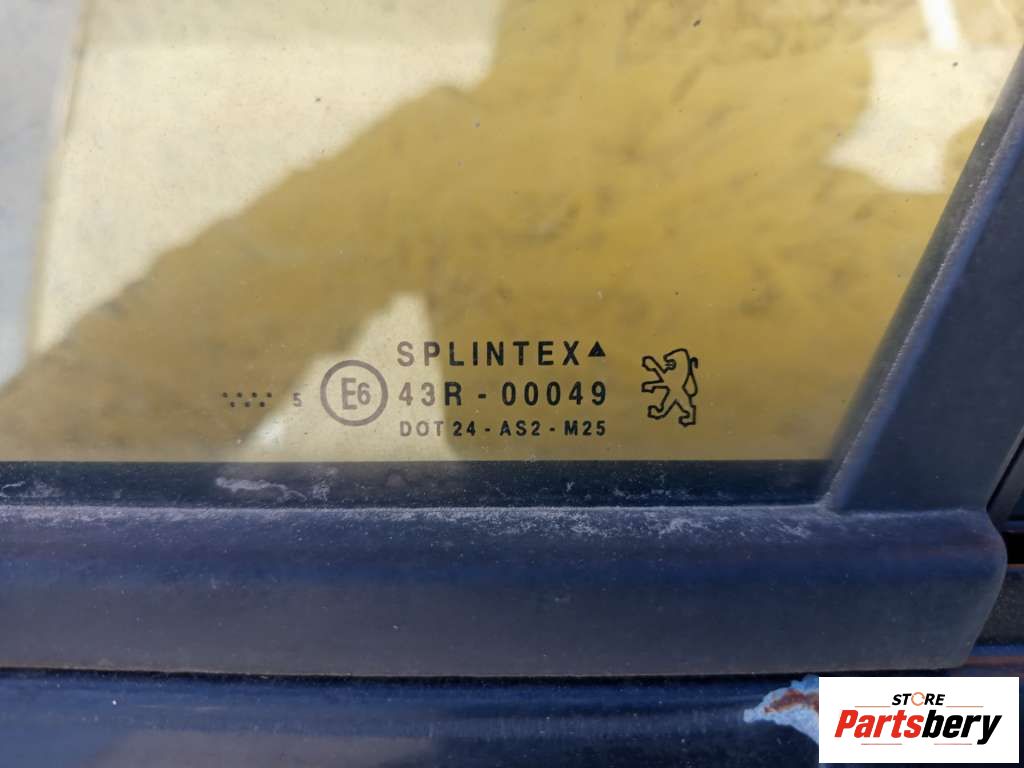 SPLINTEX
5 E6 43R - 00049
DOT 24 - AS2 - M25
STORE
Partsbery